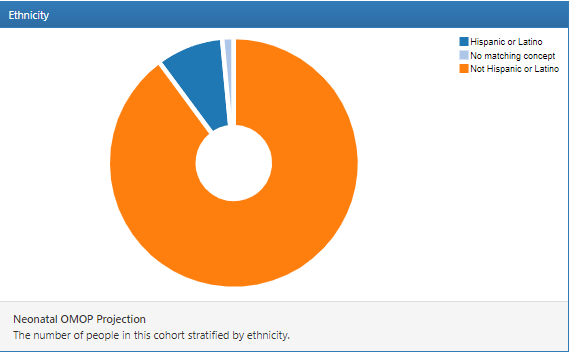 Ethnicity
Hispanic or Latino
No matching concept
Not Hispanic or Latino
Neonatal OMOP Projection
The number of people in this cohort stratified by ethnicity.